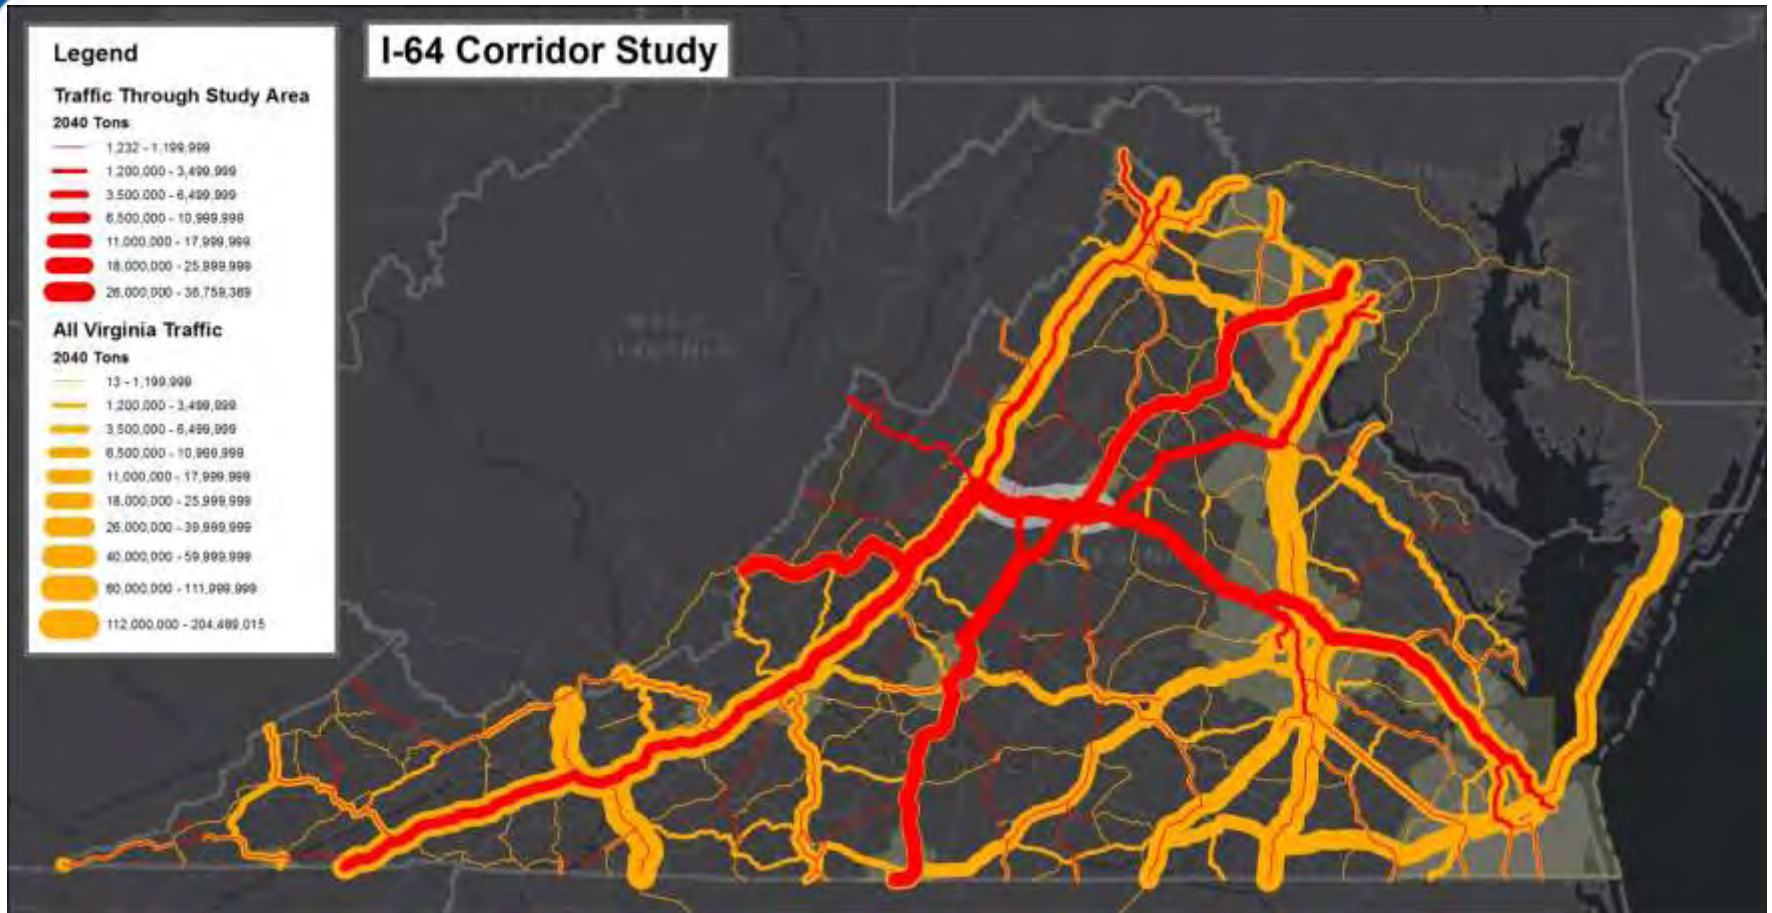 Legend
I-64 Corridor Study
Traffic Through Study Area
2040 Tons
1,232 - 1,199,999
1,200,000 - 3,499,999
3,500,000 - 6,499,999
6,500,000 - 10,999,999
11,000,000 - 17,999,999
18,000,000 - 25,999,999
26,000,000 - 36,759,369
All Virginia Traffic
2040 Tons
13 - 1,199,999
1,200,000 - 3,499,999
3,500,000 - 6,499,999
6,500,000 - 10,999,999
11,000,000 - 17,999,999
18,000,000 - 25,999,999
26,000,000 - 39,999,999
40,000,000 - 59,999,999
60,000,000 - 111,999,999
112,000,000 - 204,489,015